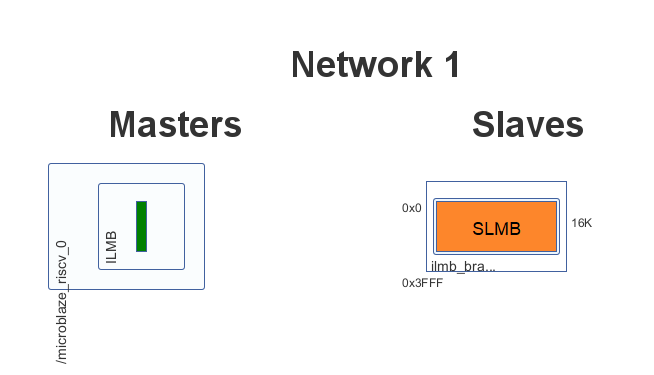 Network 1
Masters
Slaves
/microblaze_riscv_0
ILMB
0x0
SLMB
16K
ilmb_bra...
0x3FFF